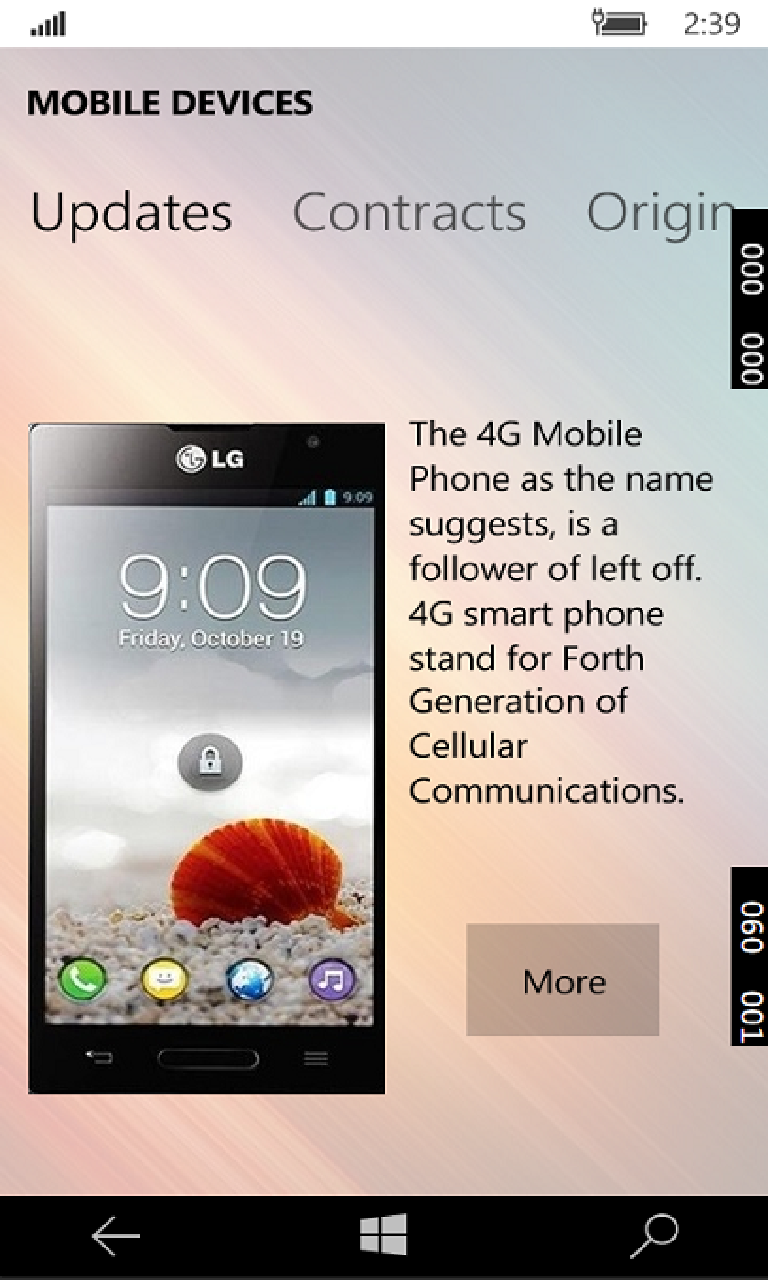 2:39
MOBILE DEVICES
Updates Contracts Origin
000 000
LG
9:09
9:09
Friday, October 19
The 4G Mobile
Phone as the name
suggests, is a
follower of left off.
4G smart phone
stand for Forth
Generation of
Cellular
Communications.
060 001
More